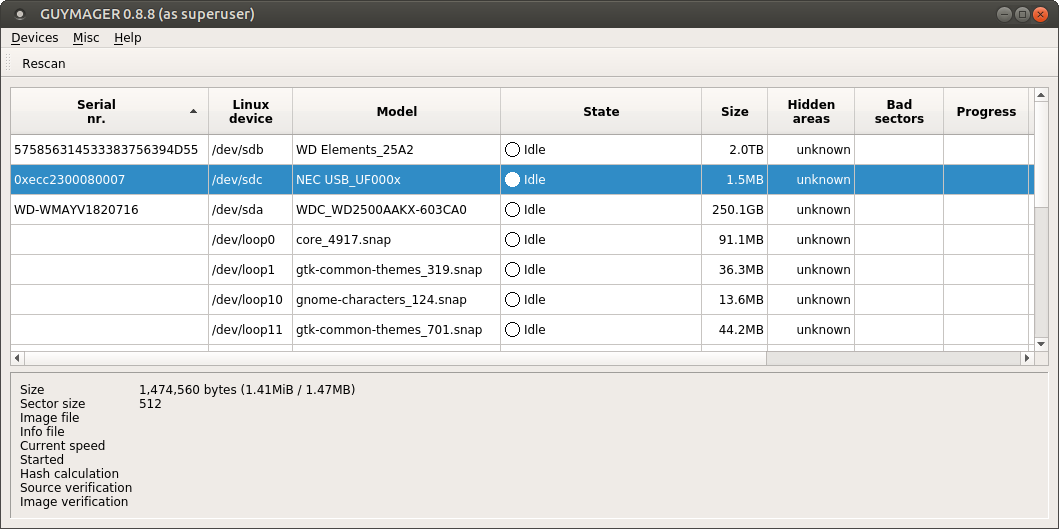 GUYMAGER 0.8.8 (as superuser)
Devices Misc Help
Rescan
Serial nr. Linux device Model State Size Hidden areas Bad sectors Progress
575856314533383756394D55 /dev/sdb WD Elements_25A2 Idle 2.0TB unknown
0xecc2300080007 /dev/sdc NEC USB_UF000x Idle 1.5MB unknown
WD-WMAYV1820716 /dev/sda WDC_WD2500AAKX-603CA0 Idle 250.1GB unknown
/dev/loop0 core_4917.snap Idle 91.1MB unknown
/dev/loop1 gtk-common-themes_319.snap Idle 36.3MB unknown
/dev/loop10 gnome-characters_124.snap Idle 13.6MB unknown
/dev/loop11 gtk-common-themes_701.snap Idle 44.2MB unknown
Size 1,474,560 bytes (1.41MiB / 1.47MB)
Sector size 512
Image file
Info file
Current speed
Started
Hash calculation
Source verification
Image verification